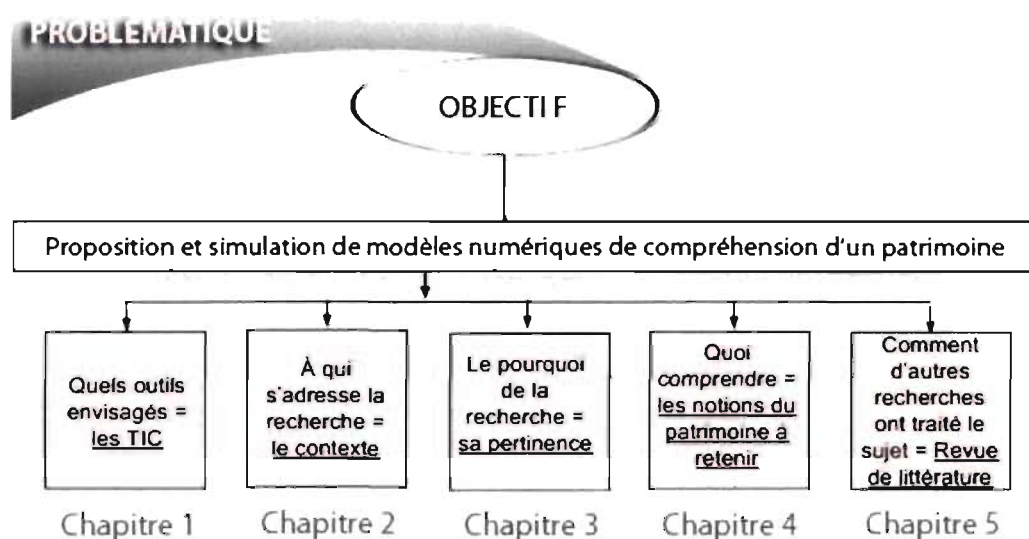 PROBLÉMATIQUE
OBJECTIF
Proposition et simulation de modèles numériques de compréhension d'un patrimoine
Quels outils
envisagés =
les TIC
À qui
s'adresse la
recherche =
le contexte
Le pourquoi
de la
recherche =
sa pertinence
Quoi
comprendre =
les notions du
patrimoine à
retenir
Comment
d'autres
recherches
ont traité le
sujet = Revue
de littérature
Chapitre 1
Chapitre 2
Chapitre 3
Chapitre 4
Chapitre 5